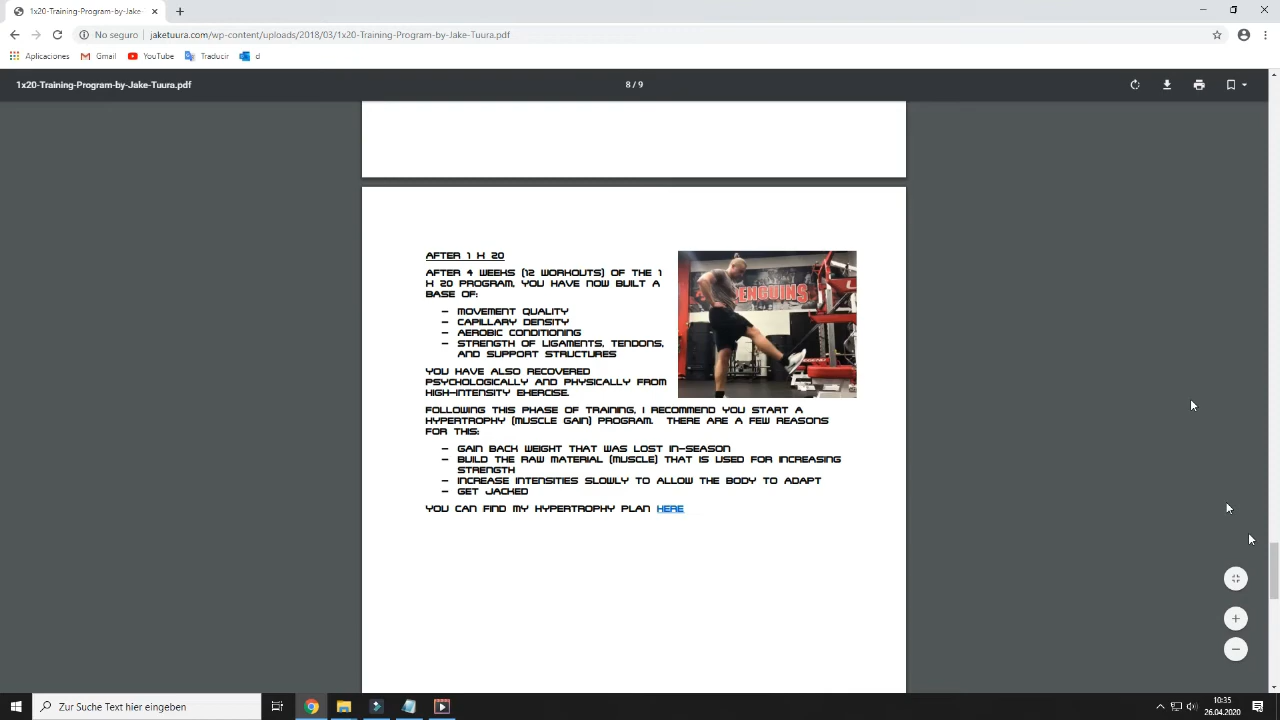 1x20-Training-Program-by-Jake-
No seguro | jaketuura.com/wp-content/uploads/2018/03/1x20-Training-Program-by-Jake-Tuura.pdf
Aplicaciones Gmail YouTube Traducir d
1x20-Training-Program-by-Jake-Tuura.pdf 8 / 9
AFTER 1 X 20
AFTER 4 WEEKS (12 WORKOUTS) OF THE 1
X 20 PROGRAM, YOU HAVE NOW BUILT A
BASE OF:
- MOVEMENT QUALITY
- CAPILLARY DENSITY
- AEROBIC CONDITIONING
- STRENGTH OF LIGAMENTS, TENDONS,
AND SUPPORT STRUCTURES
YOU HAVE ALSO RECOVERED
PSYCHOLOGICALLY AND PHYSICALLY FROM
HIGH-INTENSITY EXERCISE.
ENGUINS
FOLLOWING THIS PHASE OF TRAINING, I RECOMMEND YOU START A
HYPERTROPHY (MUSCLE GAIN) PROGRAM. THERE ARE A FEW REASONS
FOR THIS:
- GAIN BACK WEIGHT THAT WAS LOST IN-SEASON
- BUILD THE RAW MATERIAL (MUSCLE) THAT IS USED FOR INCREASING
STRENGTH
- INCREASE INTENSITIES SLOWLY TO ALLOW THE BODY TO ADAPT
- GET JACKED
YOU CAN FIND MY HYPERTROPHY PLAN HERE
Zur Suche Text hier eingeben
10:35
26.04.2020